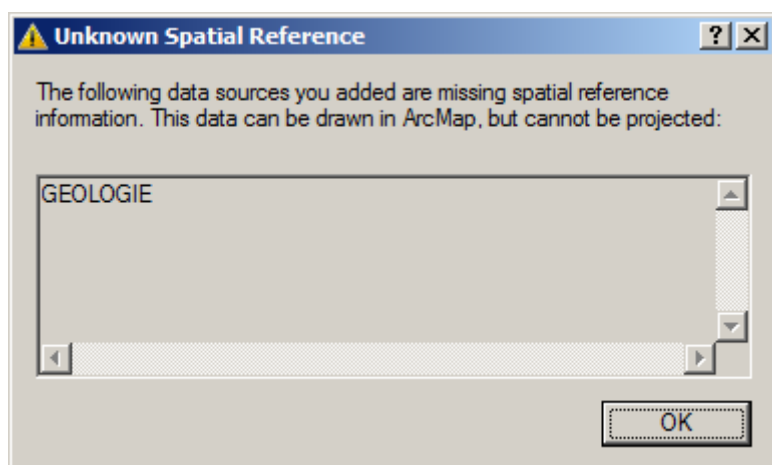 Unknown Spatial Reference
The following data sources you added are missing spatial reference
information. This data can be drawn in ArcMap, but cannot be projected:
GEOLOGIE
OK